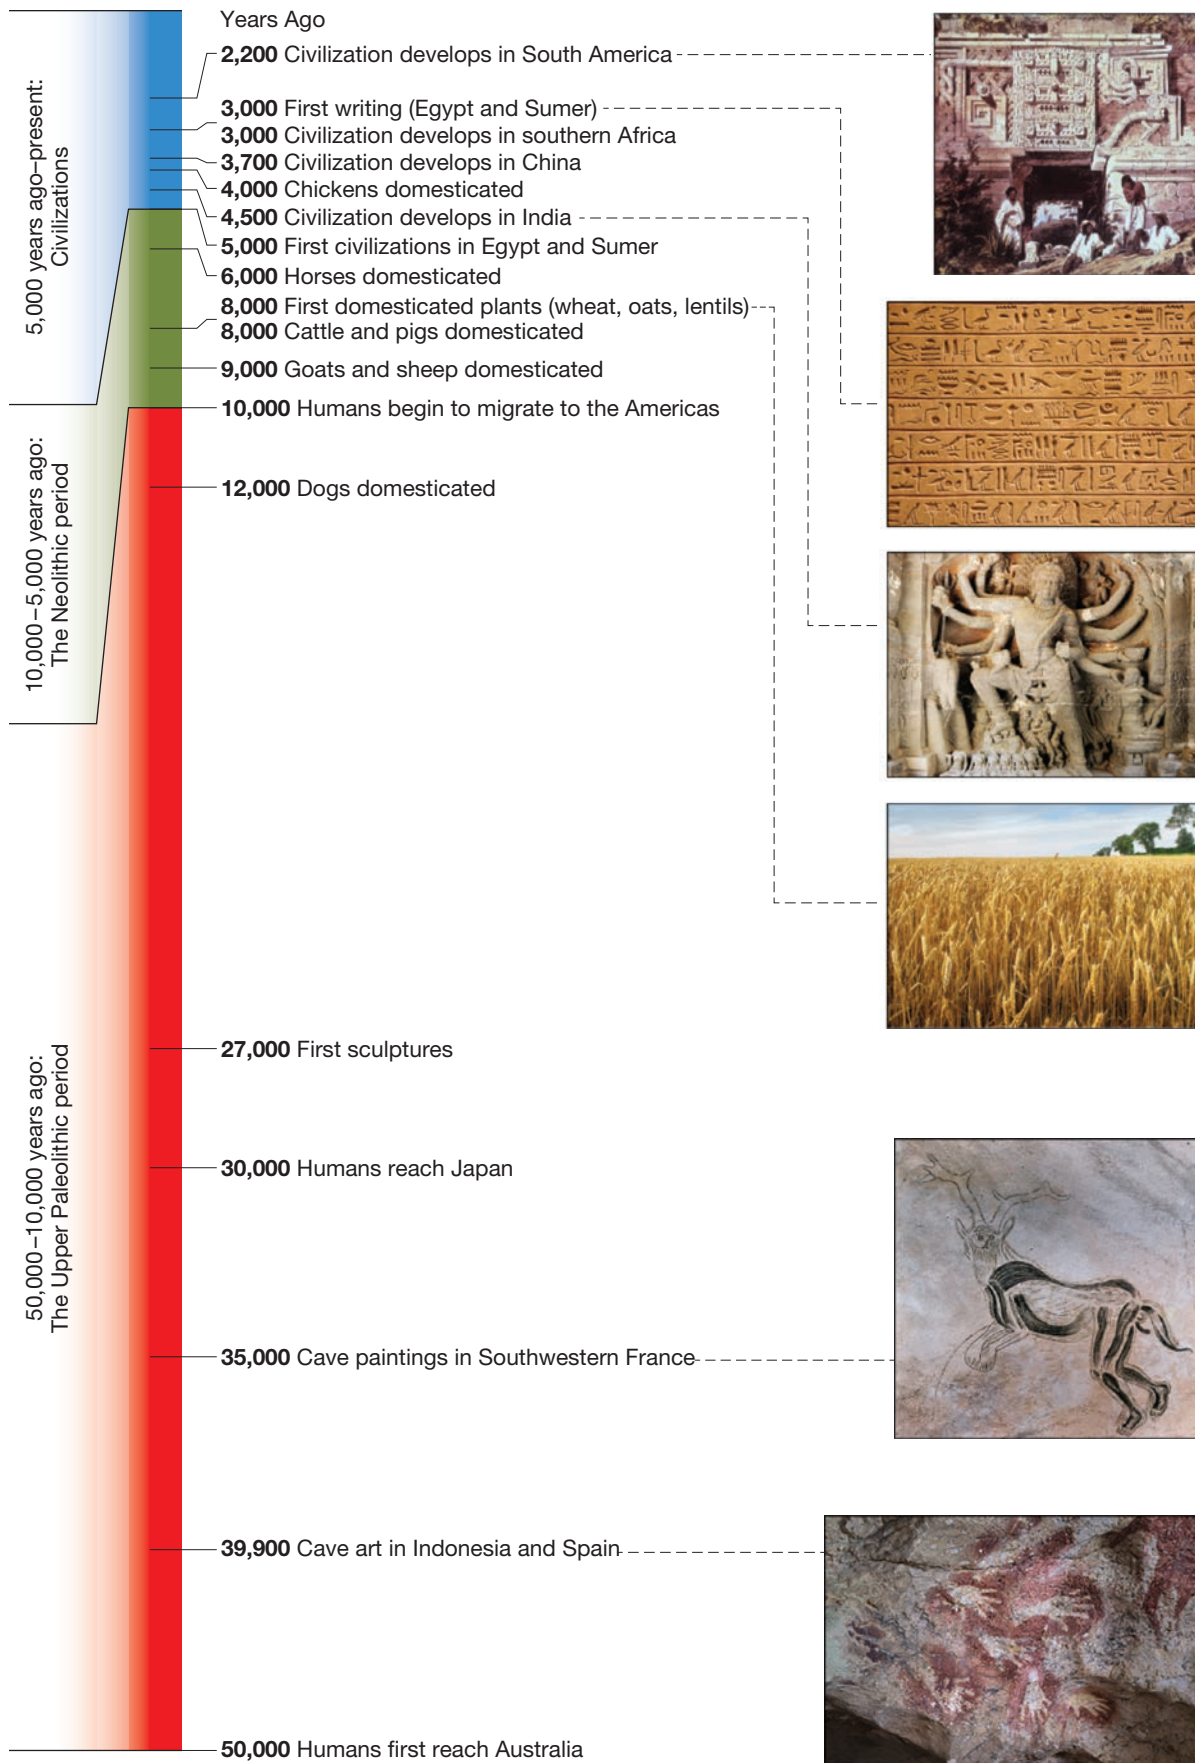 Years Ago
2,200 Civilization develops in South America
3,000 First writing (Egypt and Sumer)
3,000 Civilization develops in southern Africa
3,700 Civilization develops in China
4,000 Chickens domesticated
4,500 Civilization develops in India
5,000 First civilizations in Egypt and Sumer
6,000 Horses domesticated
8,000 First domesticated plants (wheat, oats, lentils)
8,000 Cattle and pigs domesticated
9,000 Goats and sheep domesticated
10,000 Humans begin to migrate to the Americas
12,000 Dogs domesticated
27,000 First sculptures
30,000 Humans reach Japan
35,000 Cave paintings in Southwestern France
39,900 Cave art in Indonesia and Spain
50,000 Humans first reach Australia
5,000 years ago–present:
Civilizations
10,000–5,000 years ago:
The Neolithic period
50,000–10,000 years ago:
The Upper Paleolithic period